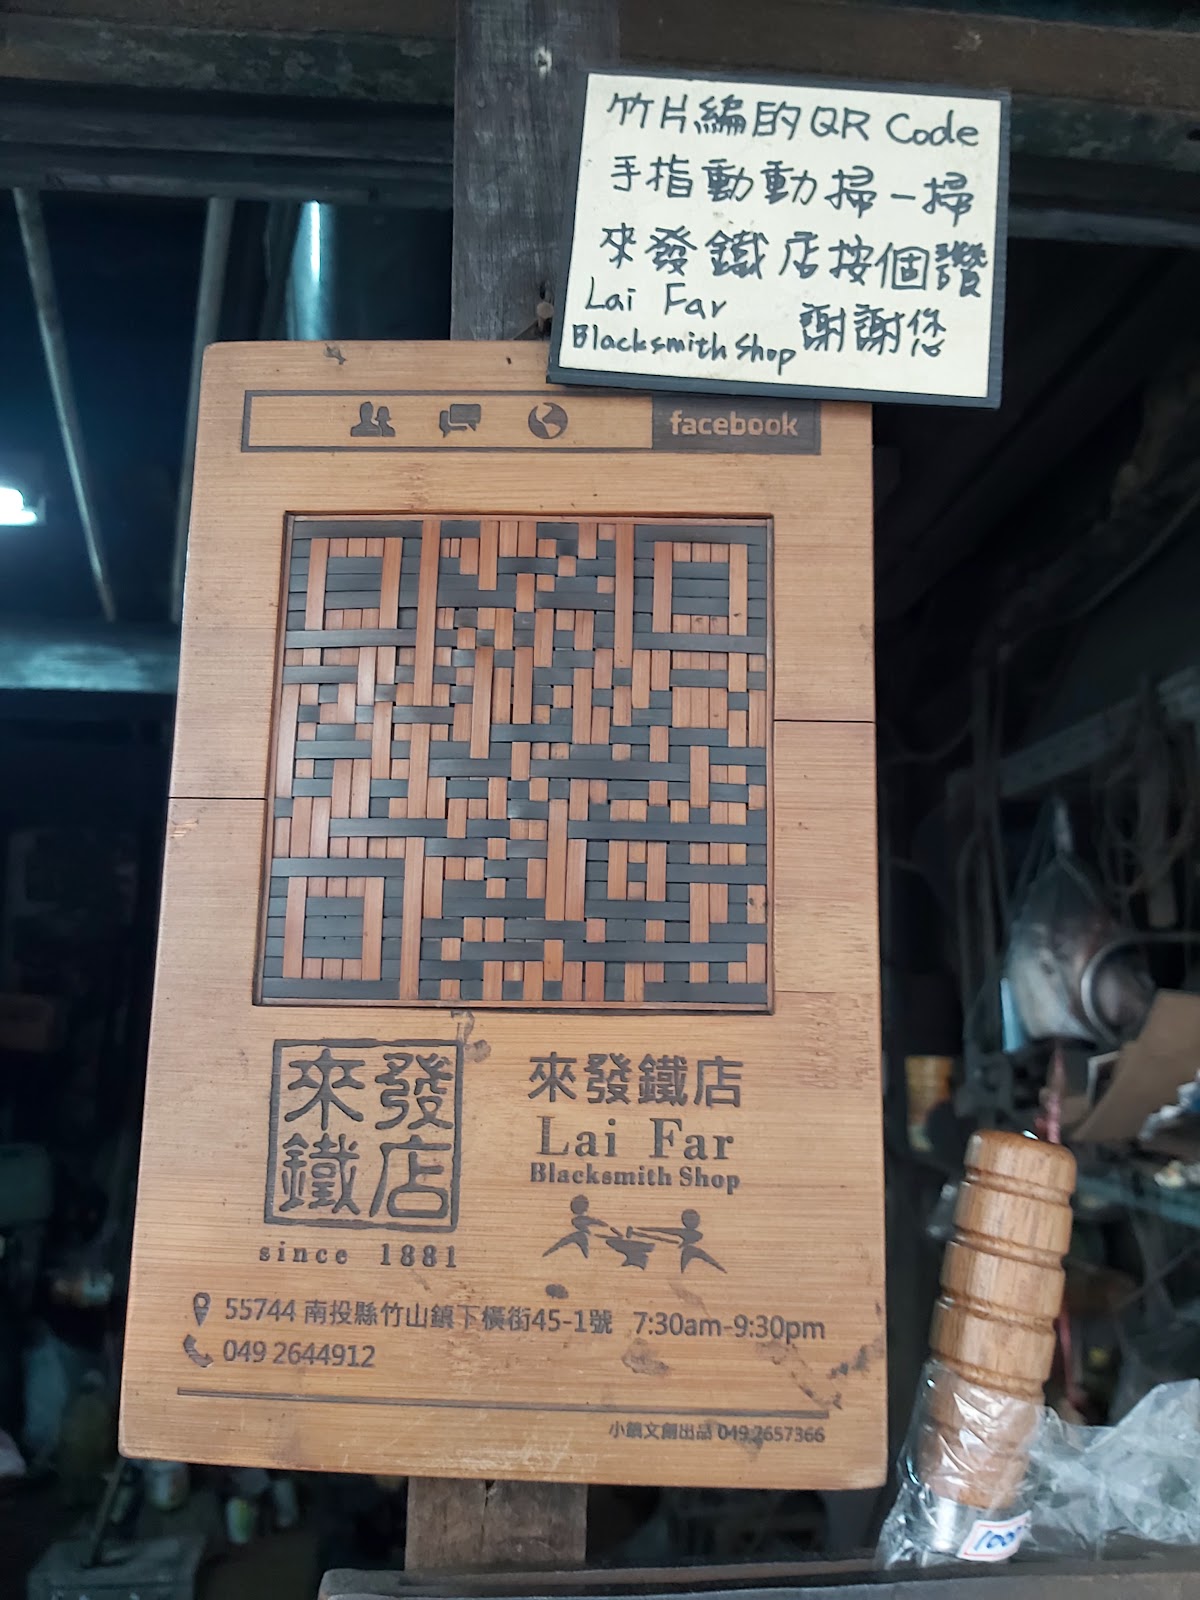 竹片編的QR Code
手指動動掃一掃
來發鐵店按個讚
Lai Far
Blacksmith Shop 謝謝您
facebook
來發
鐵店
since 1881
來發鐵店
Lai Far
Blacksmith Shop
55744 南投縣竹山鎮下橫街45-1號 7:30am-9:30pm
049 2644912
小鎮文創出品 049 2657366